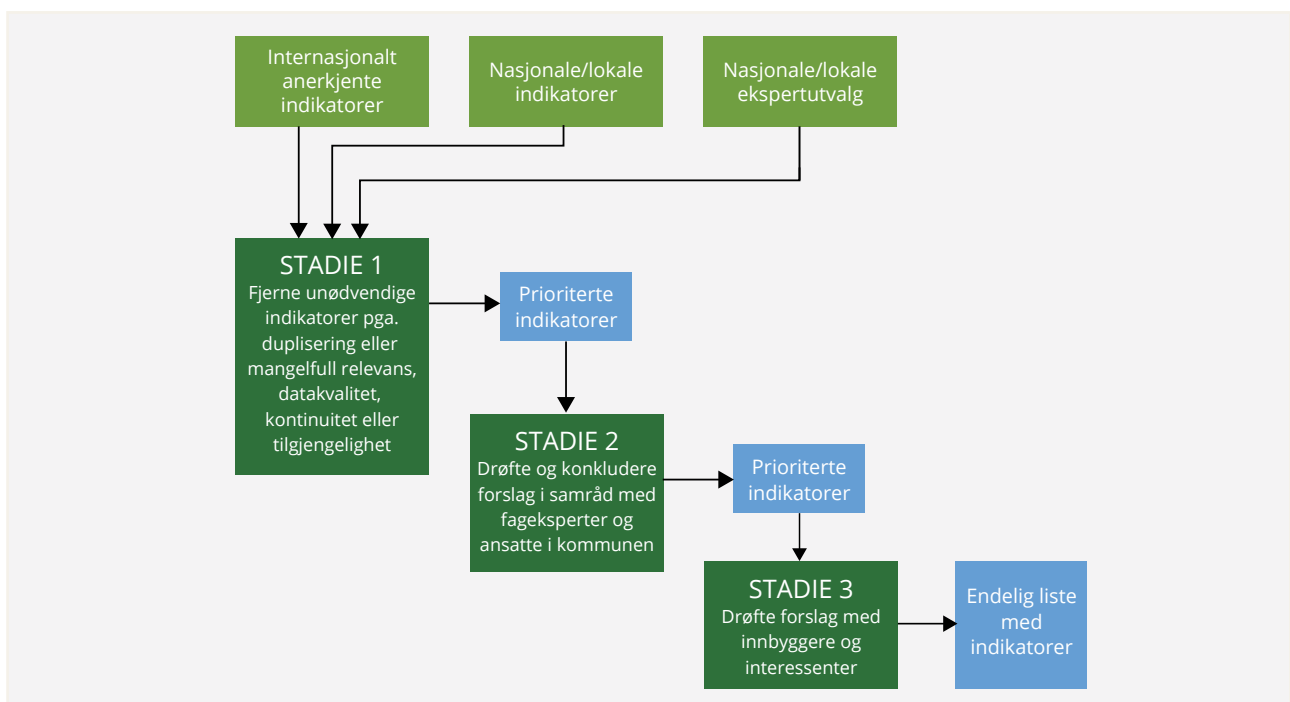 Internasjonalt
anerkjente
indikatorer
Nasjonale/lokale
indikatorer
Nasjonale/lokale
ekspertutvalg
STADIE 1
Fjerne unødvendige
indikatorer pga.
duplisering eller
mangelfull relevans,
datakvalitet,
kontinuitet eller
tilgjengelighet
Prioriterte
indikatorer
STADIE 2
Drøfte og konkludere
forslag i samråd med
fageksperter og
ansatte i kommunen
Prioriterte
indikatorer
STADIE 3
Drøfte forslag med
innbyggere og
interessenter
Endelig liste
med
indikatorer